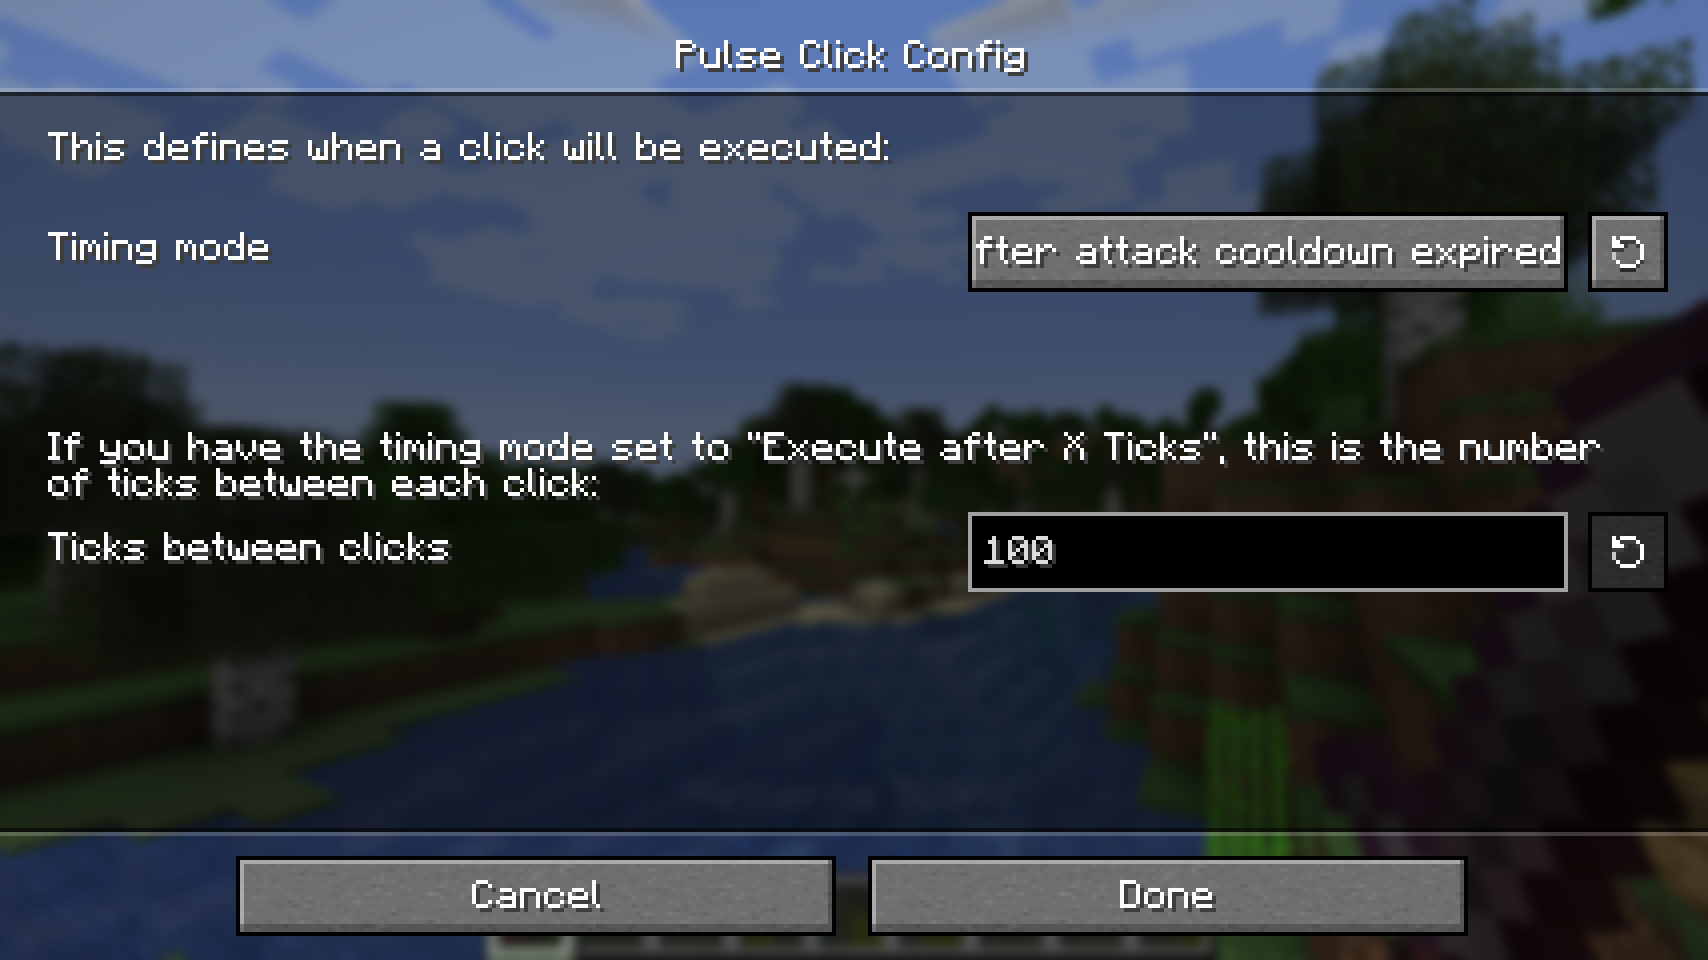 Pulse Click Config
This defines when a click will be executed:
Timing mode
fter attack cooldown expired
If you have the timing mode set to "Execute after X Ticks", this is the number
of ticks between each click:
Ticks between clicks
100
Cancel
Done